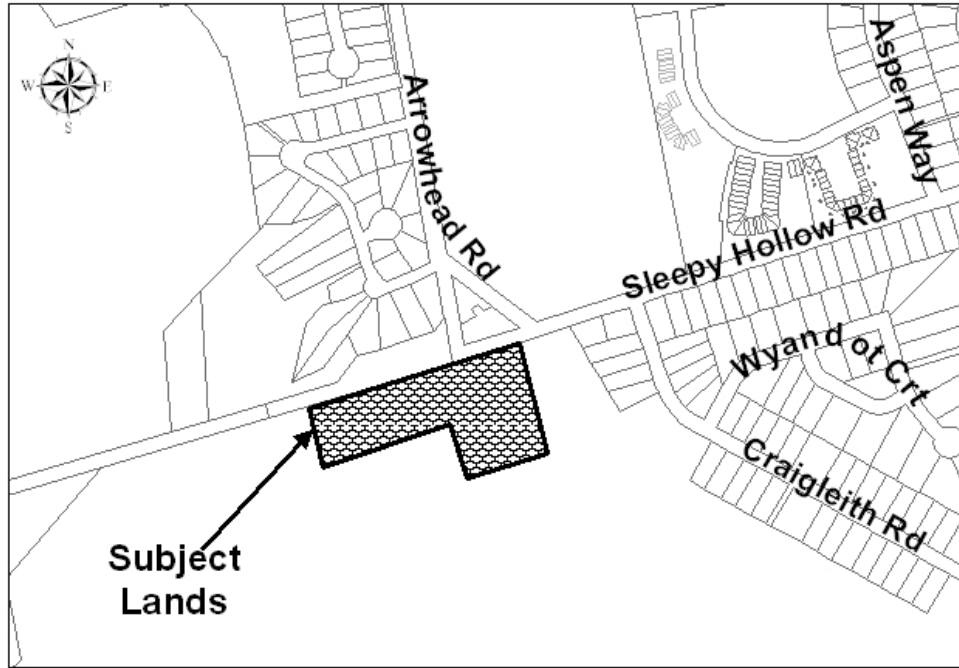 N
W E
S
Arrowhead Rd
Aspen Way
Sleepy Hollow Rd
Wyandot Crt
Craigleith Rd
Subject
Lands